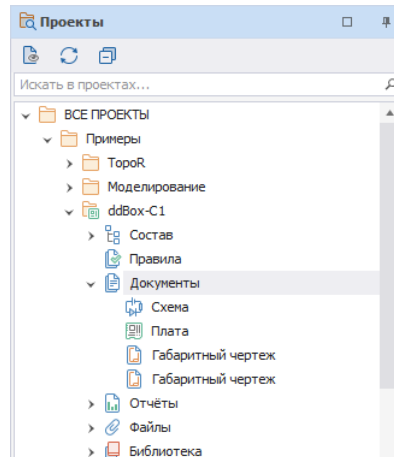 Проекты
Искать в проектах...
ВСЕ ПРОЕКТЫ
Примеры
TopoR
Моделирование
ddBox-C1
Состав
Правила
Документы
Схема
Плата
Габаритный чертеж
Габаритный чертеж
Отчёты
Файлы
Библиотека